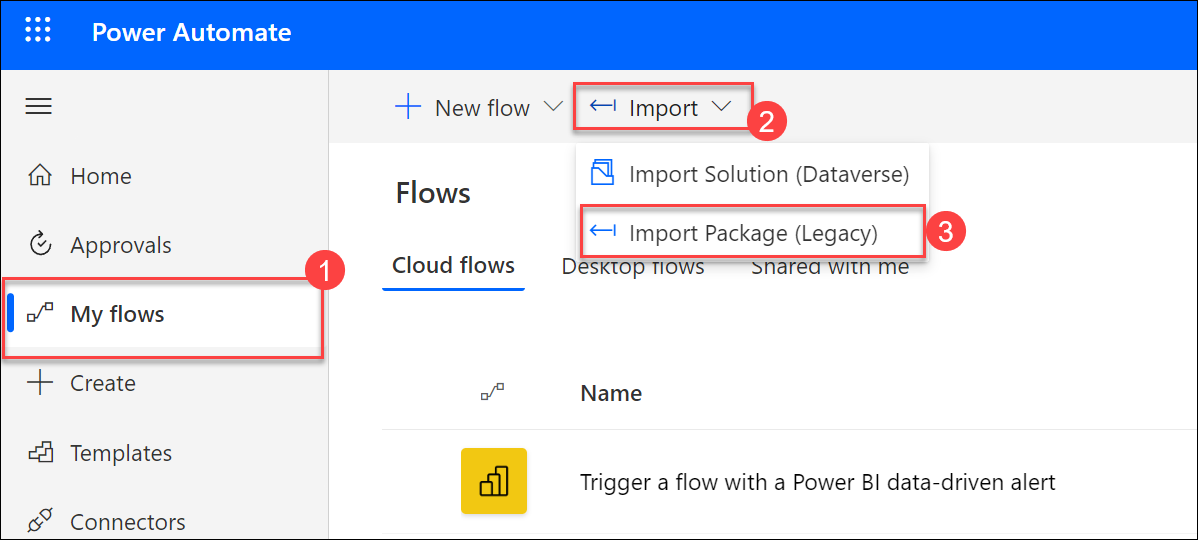 Power Automate
New flow
Import
2
Home
Import Solution (Dataverse)
Flows
Import Package (Legacy)
3
Approvals
Cloud flows
Desktop flows
Shared with me
1
My flows
Create
Name
Templates
Trigger a flow with a Power BI data-driven alert
Connectors